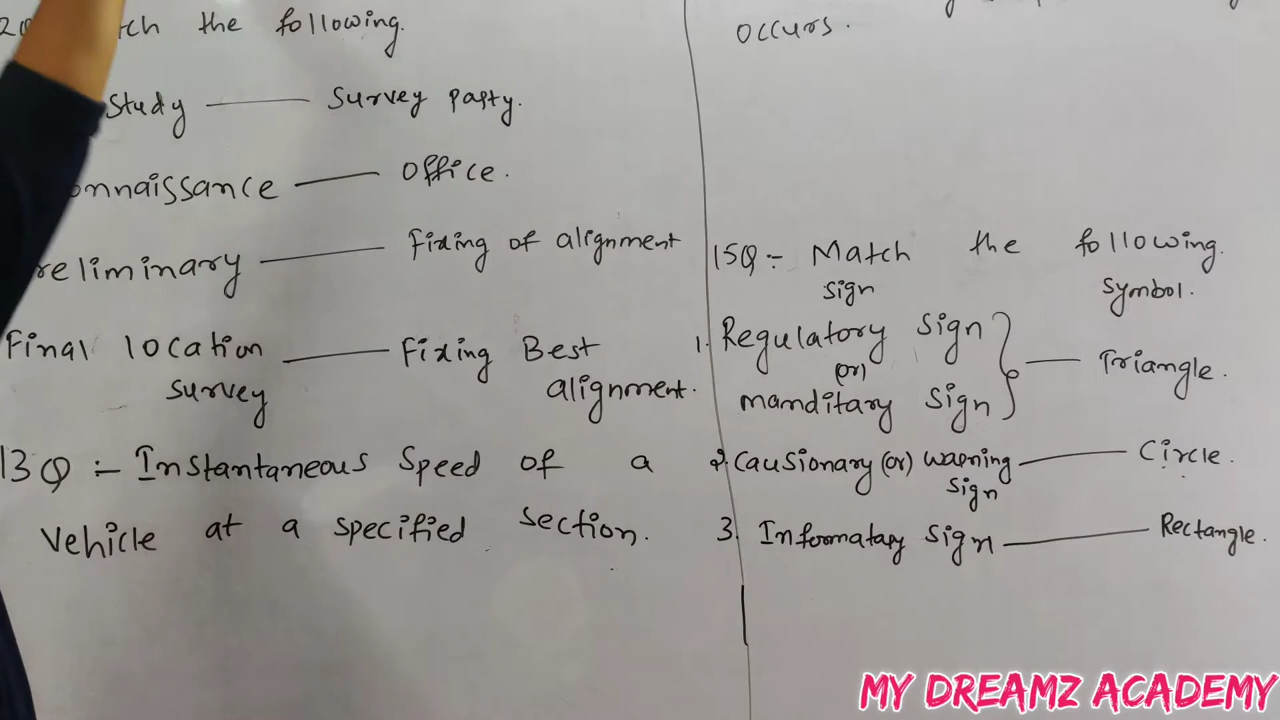 the following.
Study — Survey party.
onnaissance — Office.
reliminary — Fixing of alignment
Final location — Fixing Best
survey alignment.
13Q :- Instantaneous Speed of a
Vehicle at a specified section.
occurs.
15Q :- Match the following.
sign symbol.
1. Regulatory sign
(or) — Triangle.
manditary sign
2. Causionary (or) warning — Circle.
sign
3. Informatary sign — Rectangle.
MY DREAMZ ACADEMY